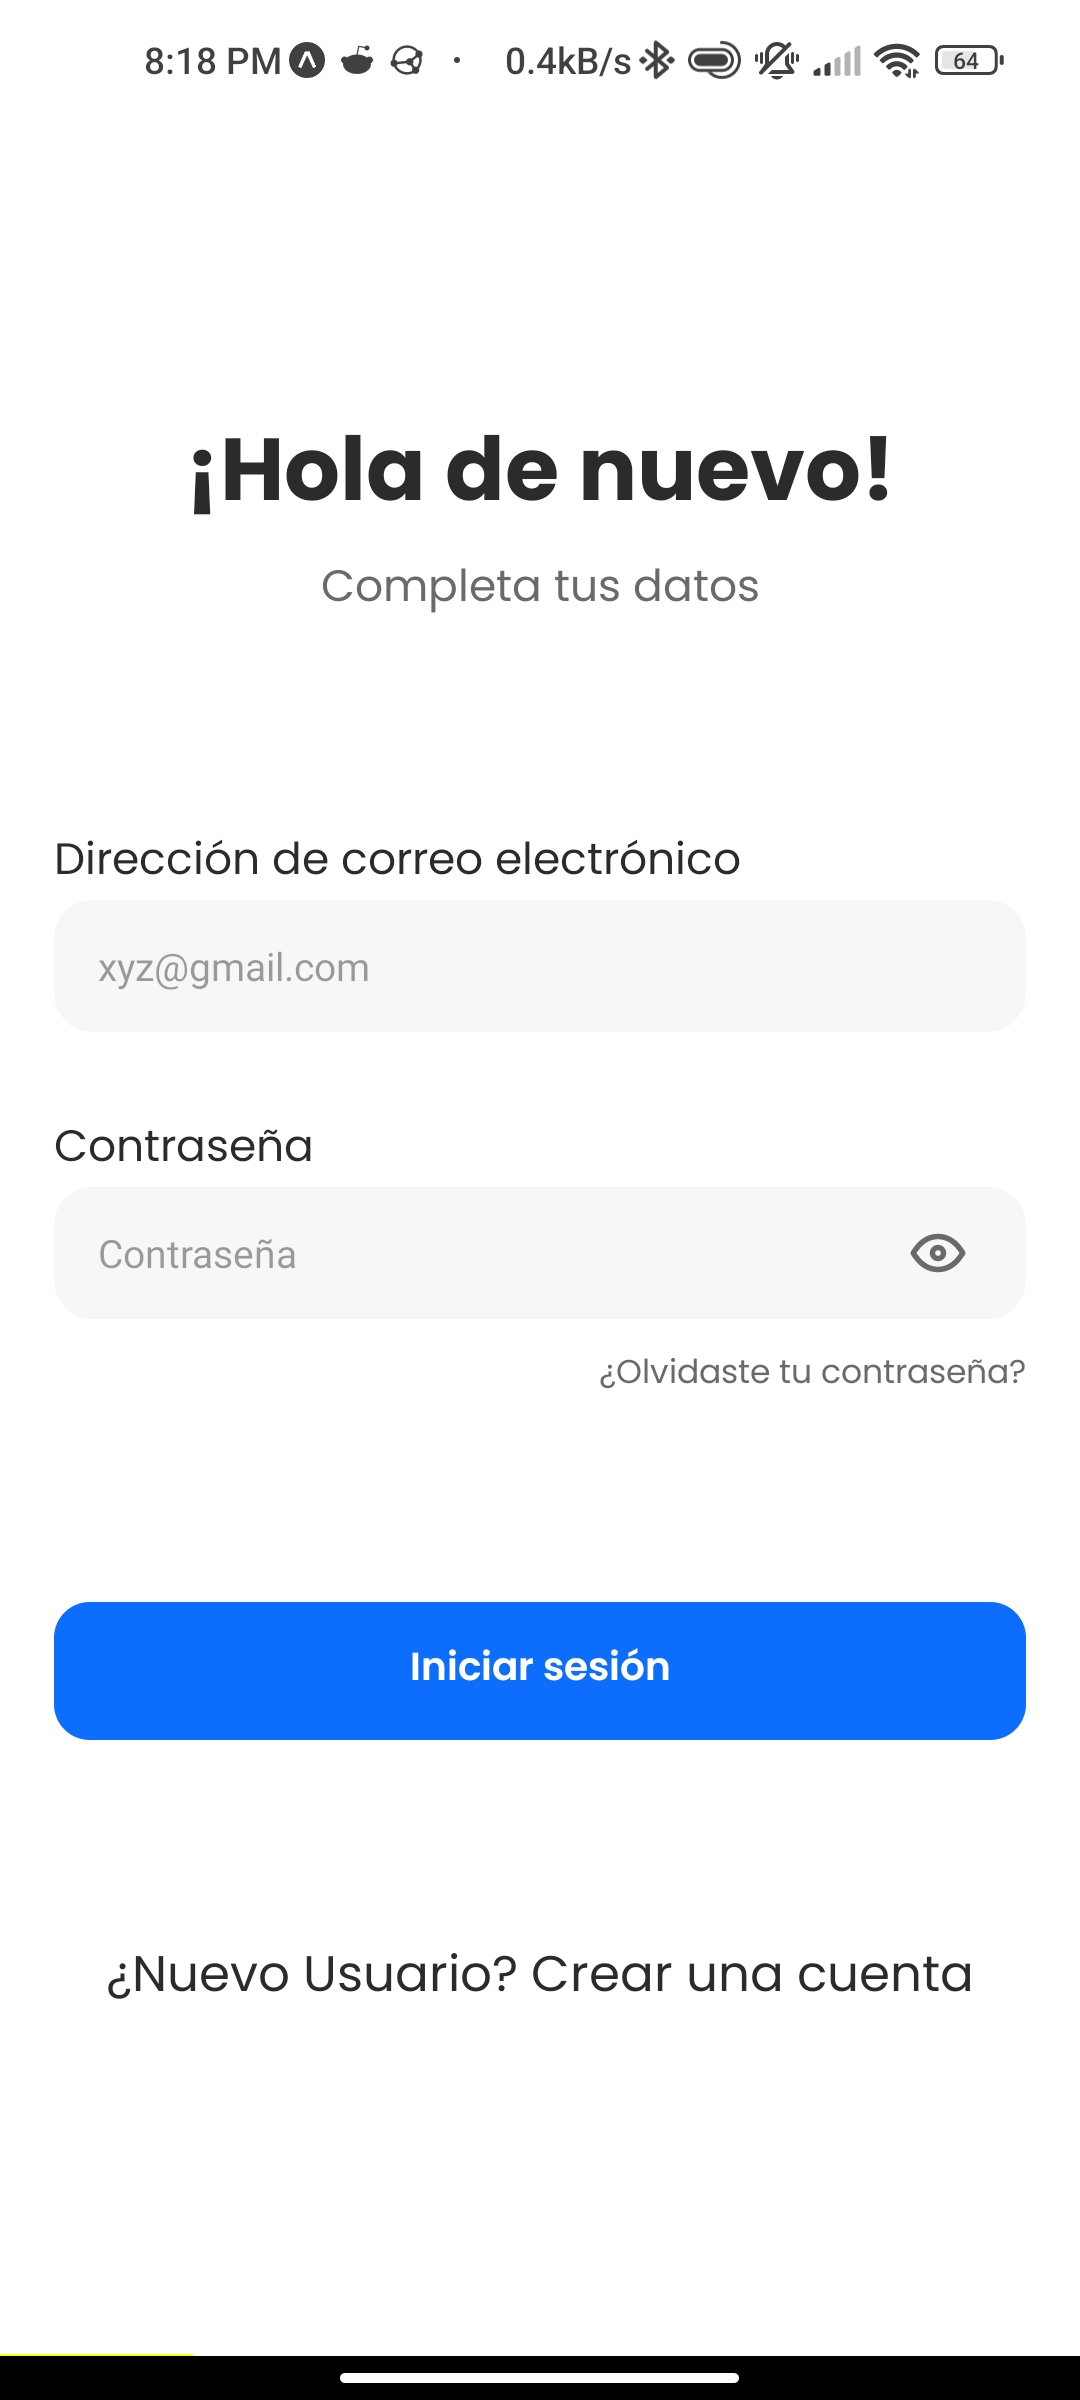 8:18 PM 0.4kB/s 64
¡Hola de nuevo!
Completa tus datos
Dirección de correo electrónico
xyz@gmail.com
Contraseña
Contraseña
¿Olvidaste tu contraseña?
Iniciar sesión
¿Nuevo Usuario? Crear una cuenta